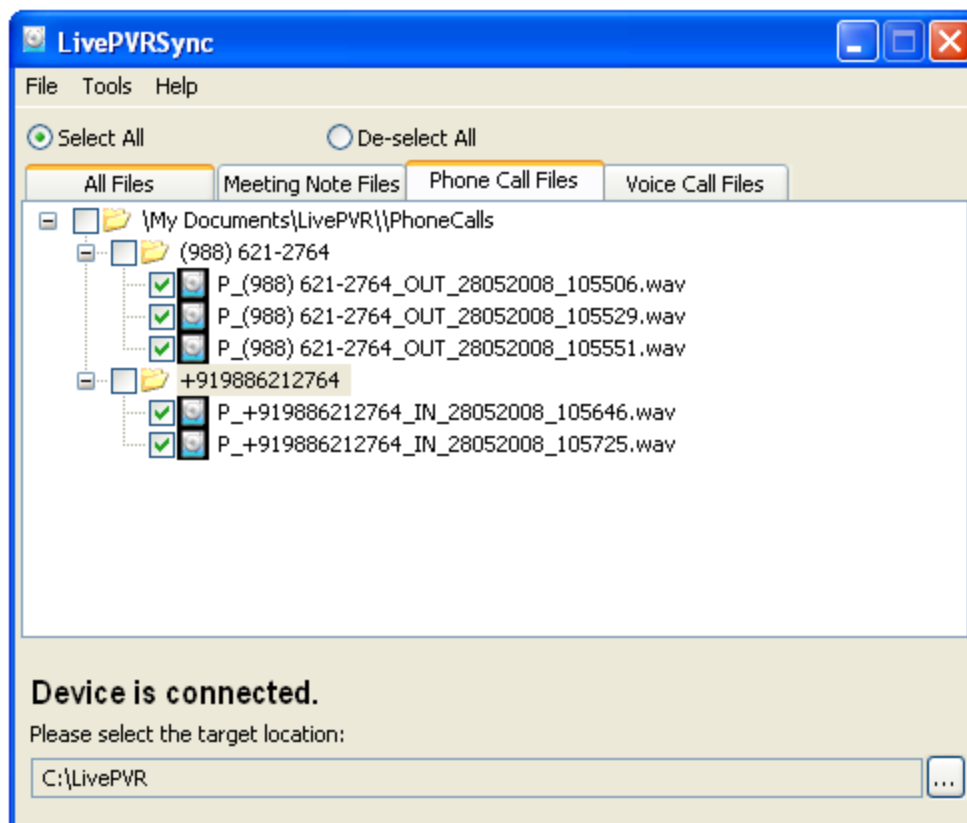 LivePVRSync
File Tools Help
Select All De-select All
All Files Meeting Note Files Phone Call Files Voice Call Files
\My Documents\LivePVR\\PhoneCalls
(988) 621-2764
P_(988) 621-2764_OUT_28052008_105506.wav
P_(988) 621-2764_OUT_28052008_105529.wav
P_(988) 621-2764_OUT_28052008_105551.wav
+919886212764
P_+919886212764_IN_28052008_105646.wav
P_+919886212764_IN_28052008_105725.wav
Device is connected.
Please select the target location:
C:\LivePVR ...